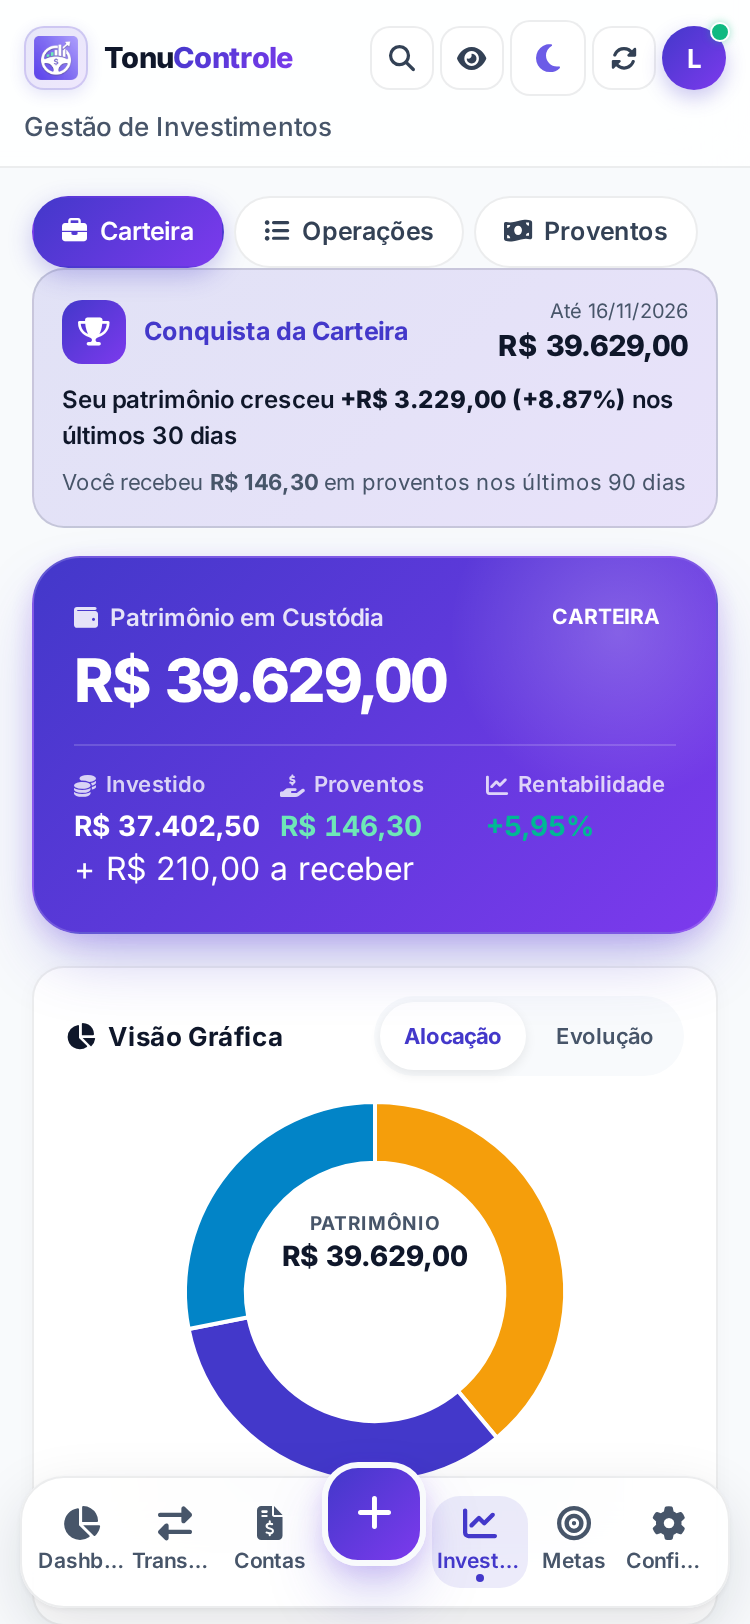 TonuControle
L
Gestão de Investimentos
Carteira
Operações
Proventos
Conquista da Carteira
Até 16/11/2026
R$ 39.629,00
Seu patrimônio cresceu +R$ 3.229,00 (+8.87%) nos
últimos 30 dias
Você recebeu R$ 146,30 em proventos nos últimos 90 dias
Patrimônio em Custódia
CARTEIRA
R$ 39.629,00
Investido
Proventos
Rentabilidade
R$ 37.402,50
R$ 146,30
+5,95%
+ R$ 210,00 a receber
Visão Gráfica
Alocação
Evolução
PATRIMÔNIO
R$ 39.629,00
Dashb...
Trans...
Contas
+
Invest...
Metas
Confi...